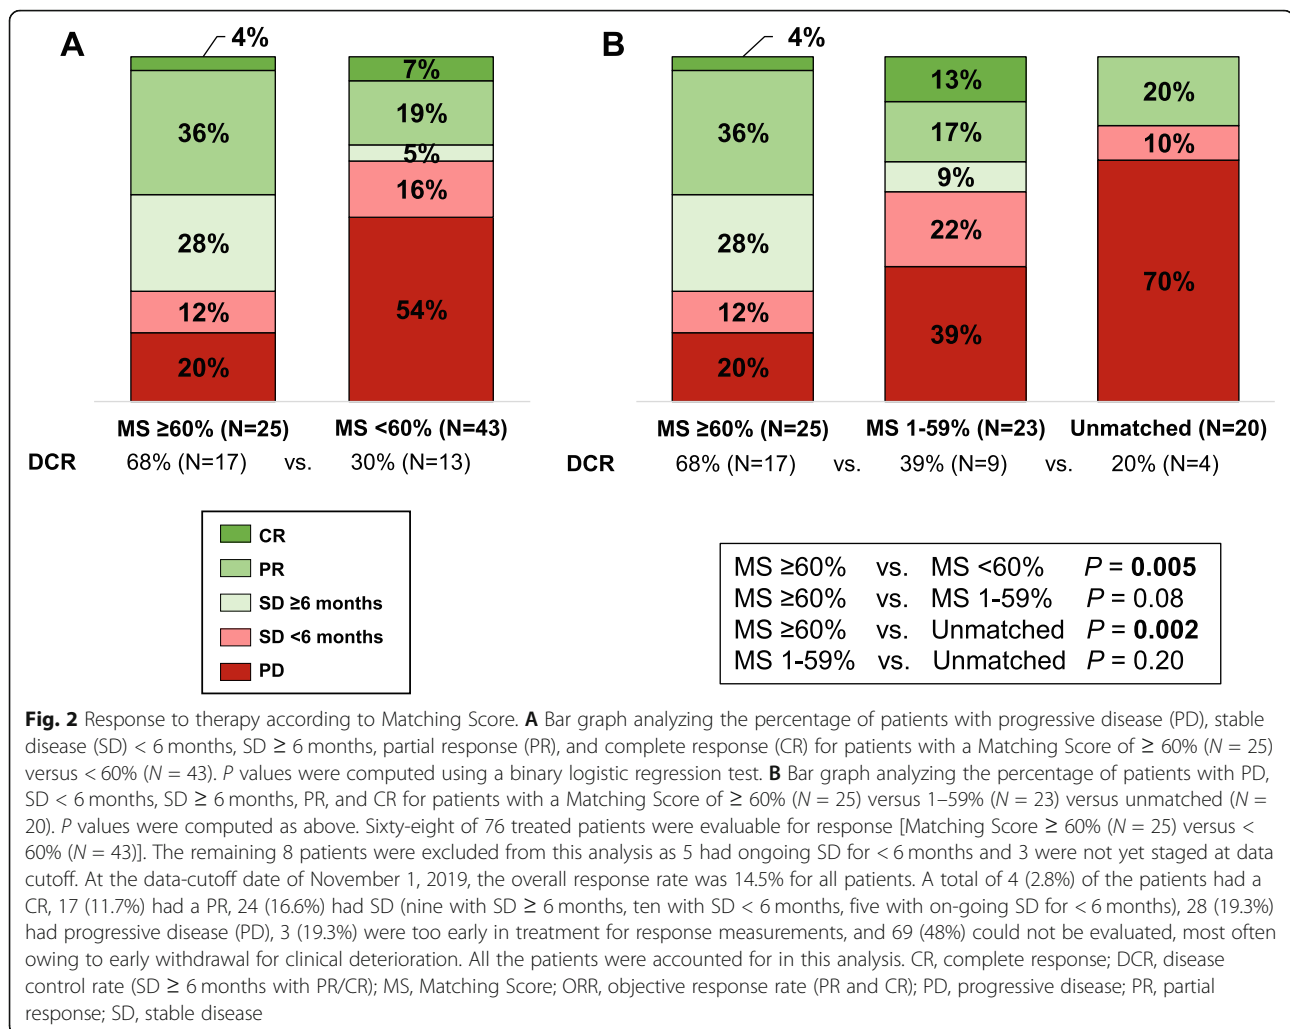 A
4%
36%
28%
12%
20%
7%
19%
5%
16%
54%
MS ≥60% (N=25)
MS <60% (N=43)
DCR
68% (N=17) vs. 30% (N=13)
B
4%
36%
28%
12%
20%
13%
17%
9%
22%
39%
20%
10%
70%
MS ≥60% (N=25)
MS 1-59% (N=23)
Unmatched (N=20)
DCR
68% (N=17) vs. 39% (N=9) vs. 20% (N=4)
CR
PR
SD ≥6 months
SD <6 months
PD
MS ≥60% vs. MS <60% P = 0.005
MS ≥60% vs. MS 1-59% P = 0.08
MS ≥60% vs. Unmatched P = 0.002
MS 1-59% vs. Unmatched P = 0.20
Fig. 2 Response to therapy according to Matching Score. A Bar graph analyzing the percentage of patients with progressive disease (PD), stable
disease (SD) < 6 months, SD ≥ 6 months, partial response (PR), and complete response (CR) for patients with a Matching Score of ≥ 60% (N = 25)
versus < 60% (N = 43). P values were computed using a binary logistic regression test. B Bar graph analyzing the percentage of patients with PD,
SD < 6 months, SD ≥ 6 months, PR, and CR for patients with a Matching Score of ≥ 60% (N = 25) versus 1–59% (N = 23) versus unmatched (N =
20). P values were computed as above. Sixty-eight of 76 treated patients were evaluable for response [Matching Score ≥ 60% (N = 25) versus <
60% (N = 43)]. The remaining 8 patients were excluded from this analysis as 5 had ongoing SD for < 6 months and 3 were not yet staged at data
cutoff. At the data-cutoff date of November 1, 2019, the overall response rate was 14.5% for all patients. A total of 4 (2.8%) of the patients had a
CR, 17 (11.7%) had a PR, 24 (16.6%) had SD (nine with SD ≥ 6 months, ten with SD < 6 months, five with on-going SD for < 6 months), 28 (19.3%)
had progressive disease (PD), 3 (19.3%) were too early in treatment for response measurements, and 69 (48%) could not be evaluated, most often
owing to early withdrawal for clinical deterioration. All the patients were accounted for in this analysis. CR, complete response; DCR, disease
control rate (SD ≥ 6 months with PR/CR); MS, Matching Score; ORR, objective response rate (PR and CR); PD, progressive disease; PR, partial
response; SD, stable disease